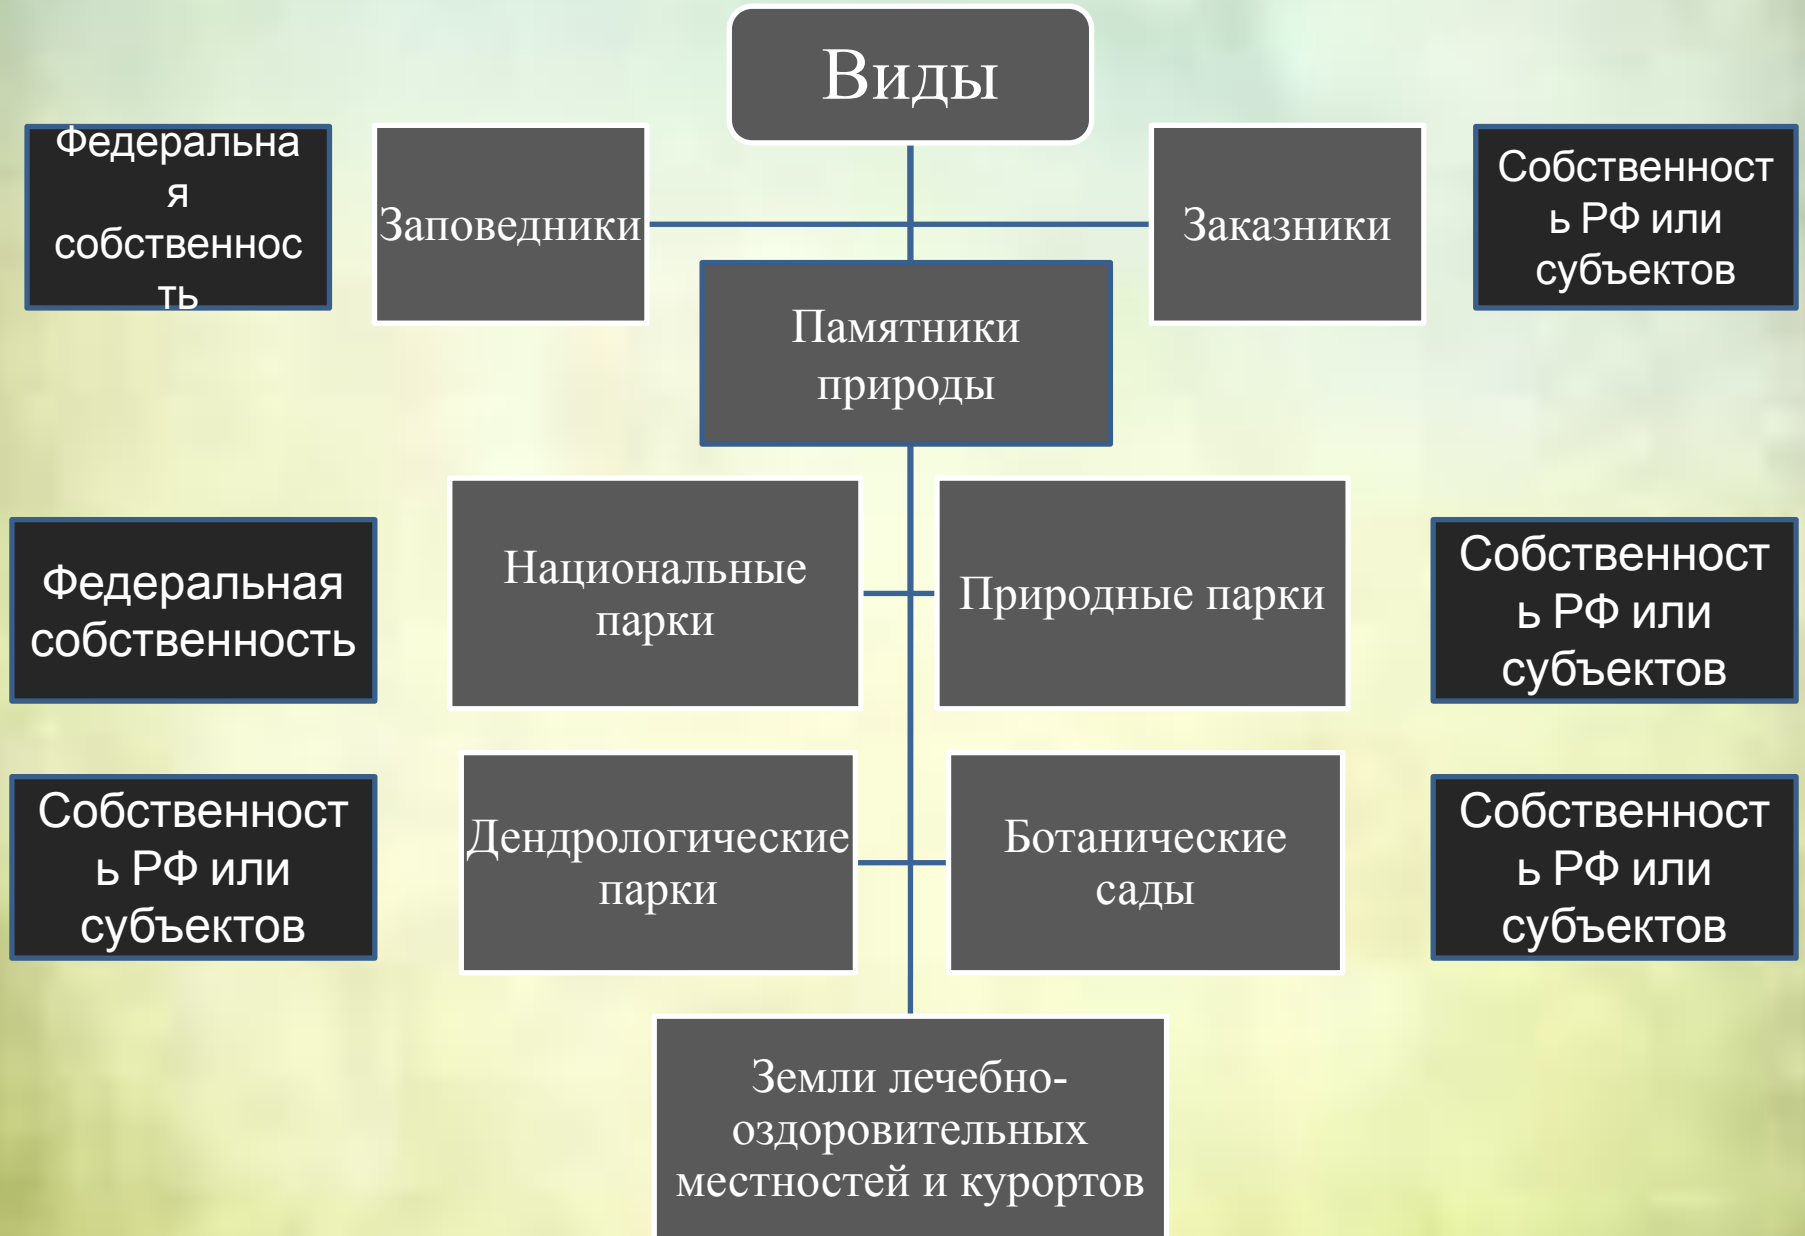 Виды
Федеральна
я
собственнос
ть
Заповедники
Заказники
Собственност
ь РФ или
субъектов
Памятники
природы
Федеральная
собственность
Национальные
парки
Природные парки
Собственност
ь РФ или
субъектов
Собственност
ь РФ или
субъектов
Дендрологические
парки
Ботанические
сады
Собственност
ь РФ или
субъектов
Земли лечебно-
оздоровительных
местностей и курортов